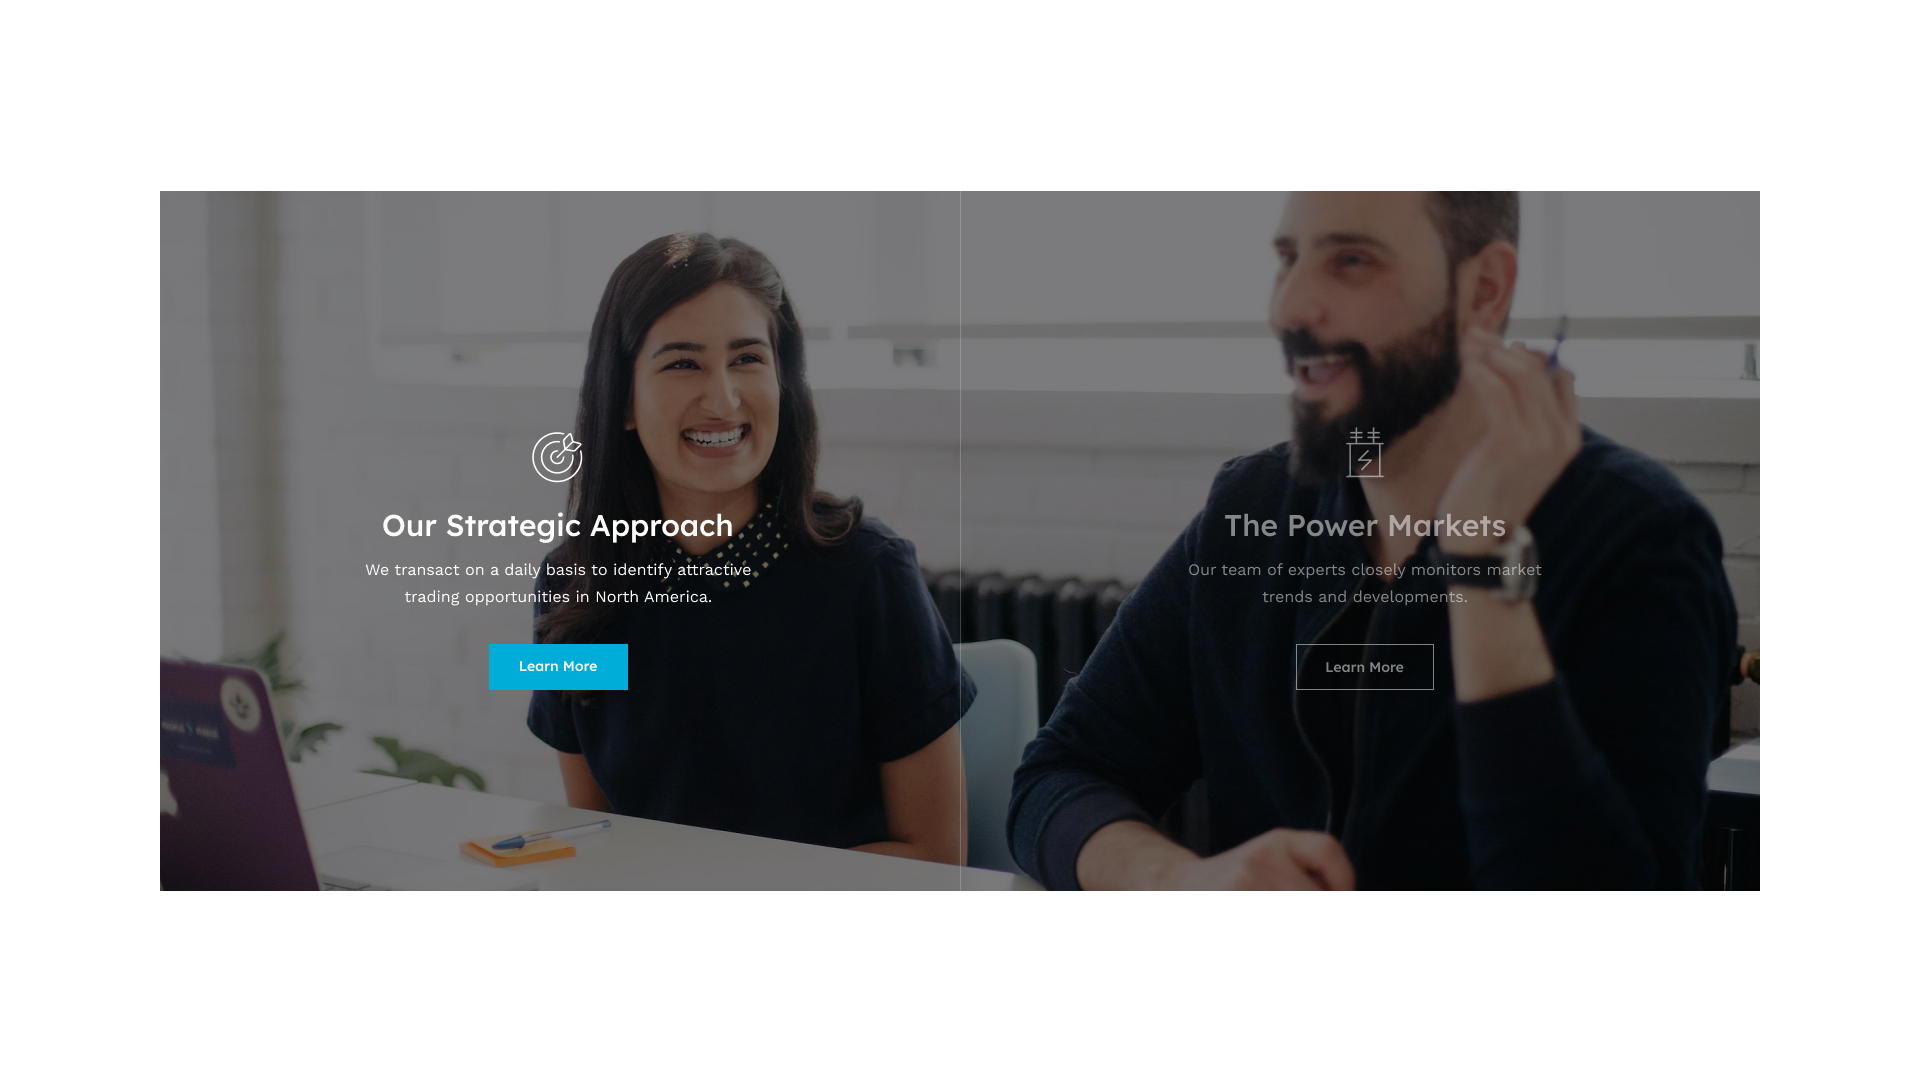 Our Strategic Approach
We transact on a daily basis to identify attractive
trading opportunities in North America.
Learn More
The Power Markets
Our team of experts closely monitors market
trends and developments.
Learn More